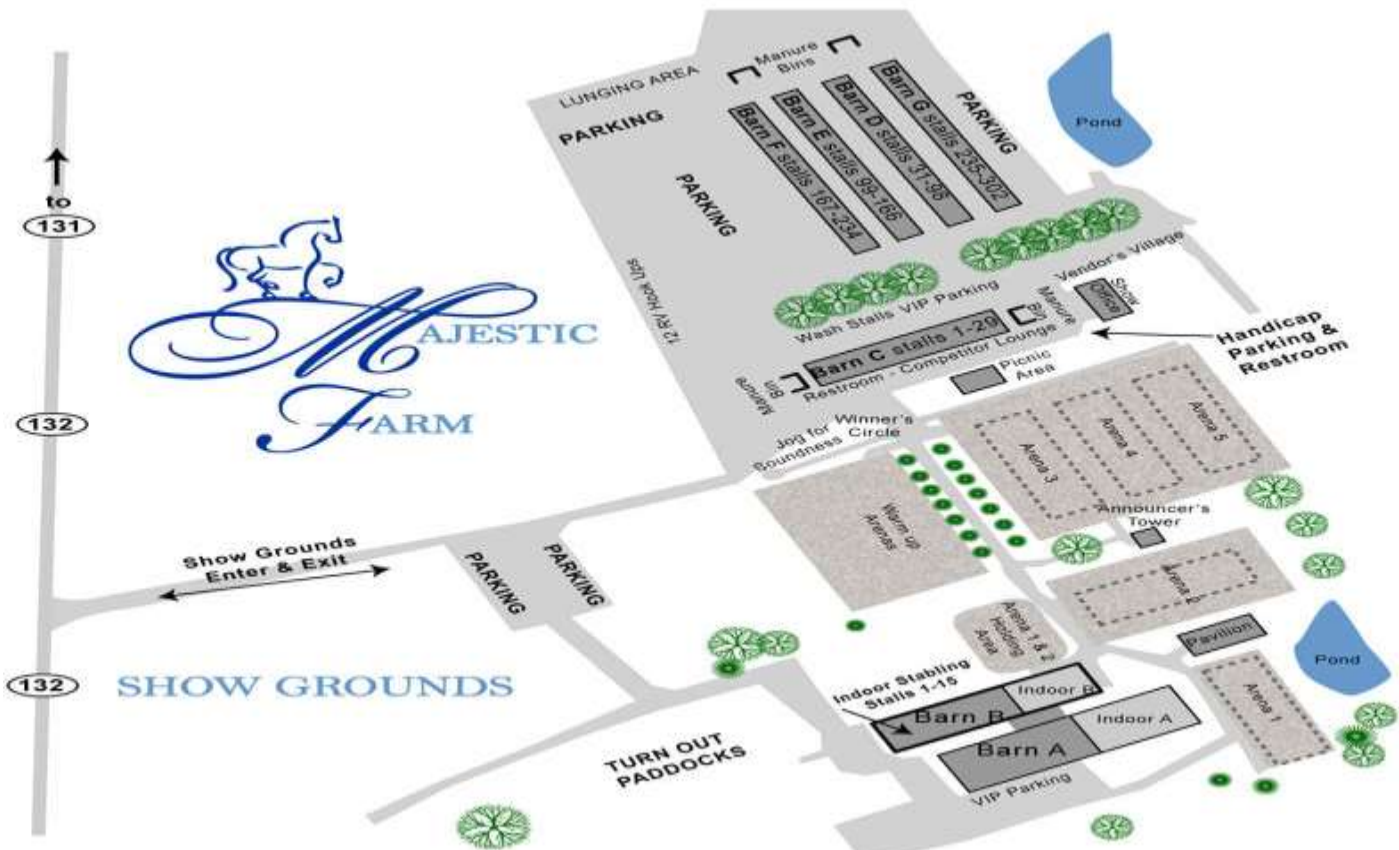 Manure
Bins
LUNGING AREA
PARKING
PARKING
PARKING
Barn F stalls 167-234
Barn E stalls 99-166
Barn D stalls 31-98
Barn G stalls 235-302
Pond
to
131
MAJESTIC
FARM
132
12 RV Hook Ups
Wash Stalls VIP Parking
Vendor's Village
Show
Office
Manure
Bin
Barn C stalls 1-29
Restroom - Competitor Lounge
Manure
Bin
Picnic
Area
Handicap
Parking &
Restroom
Jog for
Soundness
Winner's
Circle
Arena 3
Arena 4
Arena 5
Warm up
Arenas
Announcer's
Tower
Show Grounds
Enter & Exit
PARKING
PARKING
Arena 2
Arena 1 & 2
Holding
Area
Pavilion
Pond
132
SHOW GROUNDS
Indoor Stabling
Stalls 1-15
Barn B
Indoor B
Barn A
Indoor A
Arena 1
TURN OUT
PADDOCKS
VIP Parking